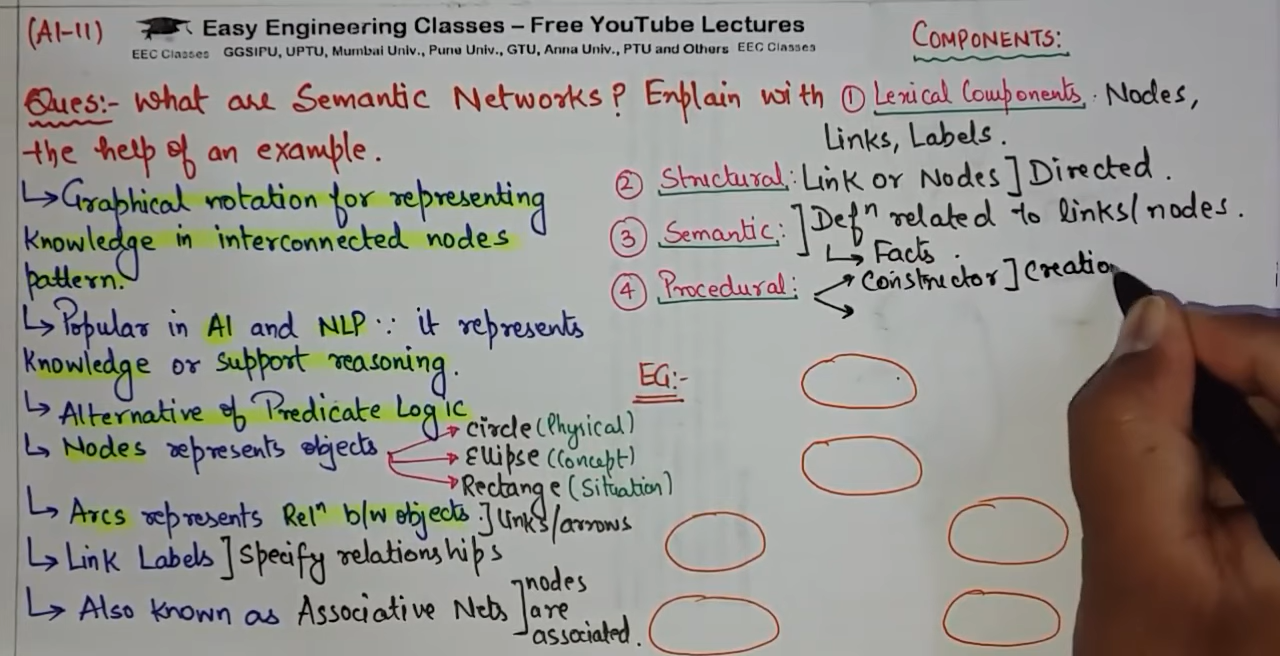 (AI-11)
Easy Engineering Classes – Free YouTube Lectures
EEC Classes GGSIPU, UPTU, Mumbai Univ., Pune Univ., GTU, Anna Univ., PTU and Others EEC Classes
Ques:- What are Semantic Networks? Explain with
the help of an example.
↳ Graphical notation for representing
knowledge in interconnected nodes
pattern.
↳ Popular in AI and NLP ∵ it represents
Knowledge or support reasoning.
↳ Alternative of Predicate Logic
↳ Nodes represents objects
circle (Physical)
Ellipse (Concept)
Rectange (Situation)
↳ Arcs represents Relⁿ b/w objects ] links/arrows
↳ Link Labels ] Specify relationships
↳ Also known as Associative Nets ] nodes
are
associated.
COMPONENTS:
① Lexical Components. Nodes,
Links, Labels.
② Structural: Link or Nodes ] Directed.
③ Semantic: ] Defⁿ related to links/nodes.
↳ Facts.
④ Procedural: → Constructor ] Creatio
EG:-